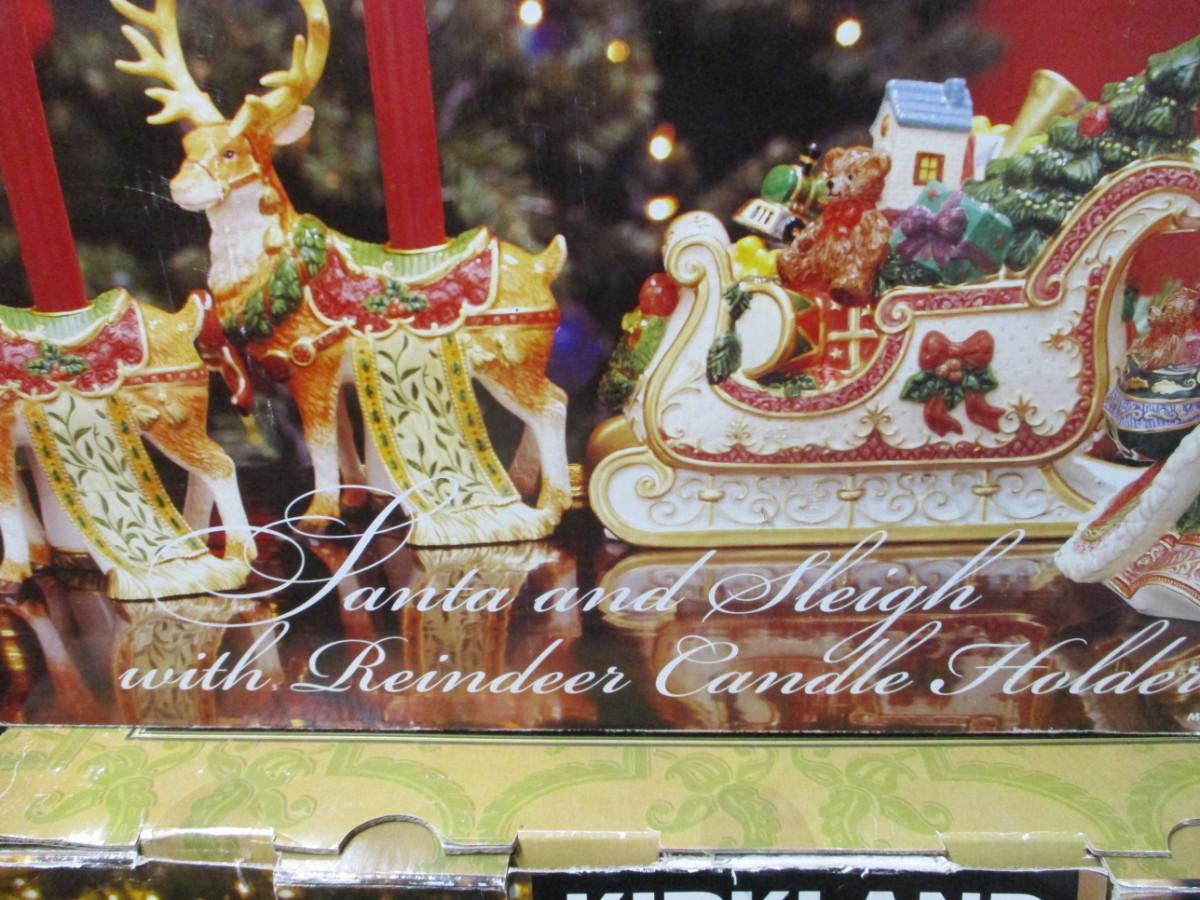 Santa and Sleigh
with Reindeer Candle Holder
KIRKLAND